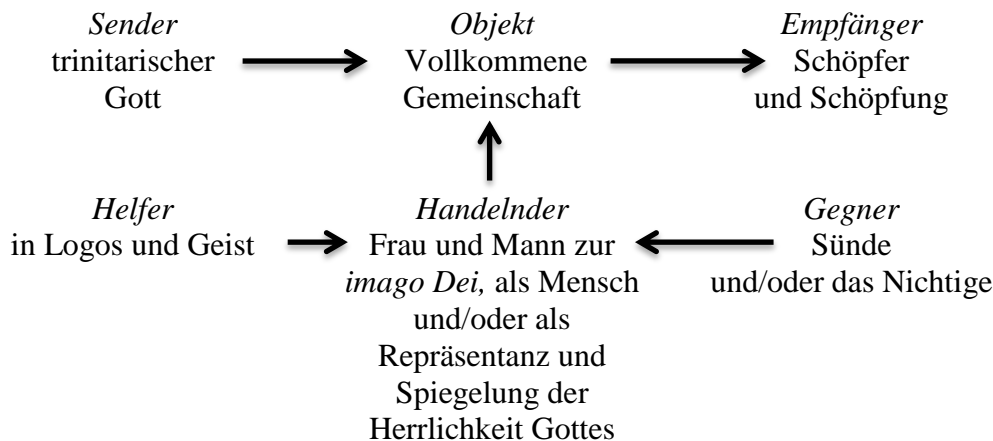 Sender
trinitarischer
Gott
Objekt
Vollkommene
Gemeinschaft
Empfänger
Schöpfer
und Schöpfung
Helfer
in Logos und Geist
Handelnder
Frau und Mann zur
imago Dei, als Mensch
und/oder als
Repräsentanz und
Spiegelung der
Herrlichkeit Gottes
Gegner
Sünde
und/oder das Nichtige